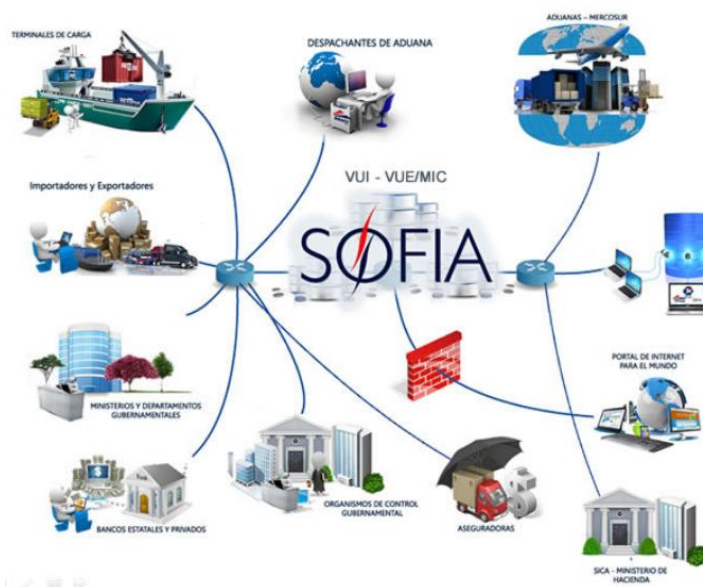 TERMINALES DE CARGA
DESPACHANTES DE ADUANA
ADUANAS – MERCOSUR
Importadores y Exportadores
VUI - VUE/MIC
SOFIA
MINISTERIOS Y DEPARTAMENTOS
GUBERNAMENTALES
PORTAL DE INTERNET
PARA EL MUNDO
BANCOS ESTATALES Y PRIVADOS
ORGANISMOS DE CONTROL
GUBERNAMENTAL
ASEGURADORAS
SICA - MINISTERIO DE
HACIENDA